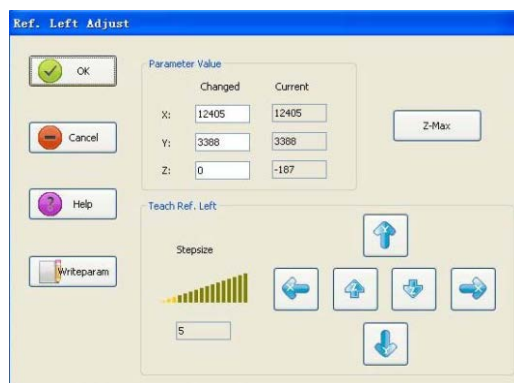 Ref. Left Adjust
OK
Cancel
Help
Writeparam
Parameter Value
Changed Current
X: 12405 12405
Y: 3388 3388
Z: 0 -187
Z-Max
Teach Ref. Left
Stepsize
5
X X Z Z
Y Y